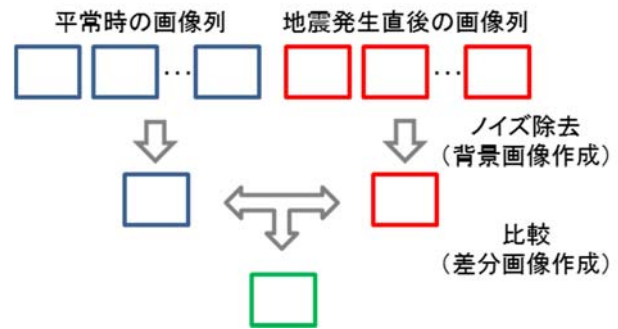 平常時の画像列
地震発生直後の画像列
…
…
ノイズ除去
（背景画像作成）
比較
（差分画像作成）